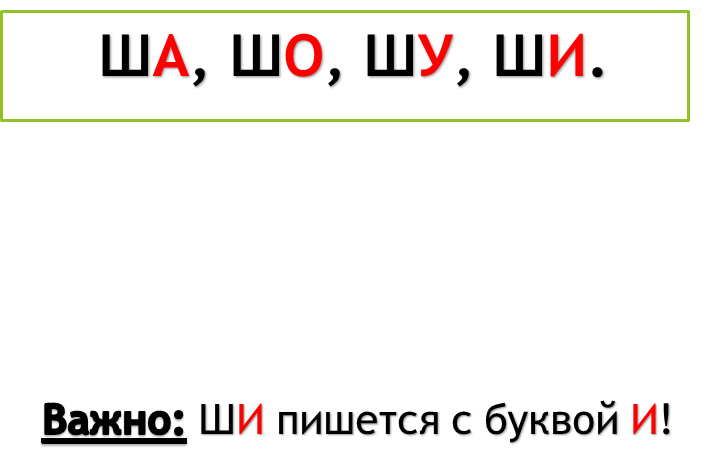 ША, ШО, ШУ, ШИ.
Важно: ШИ пишется с буквой И!